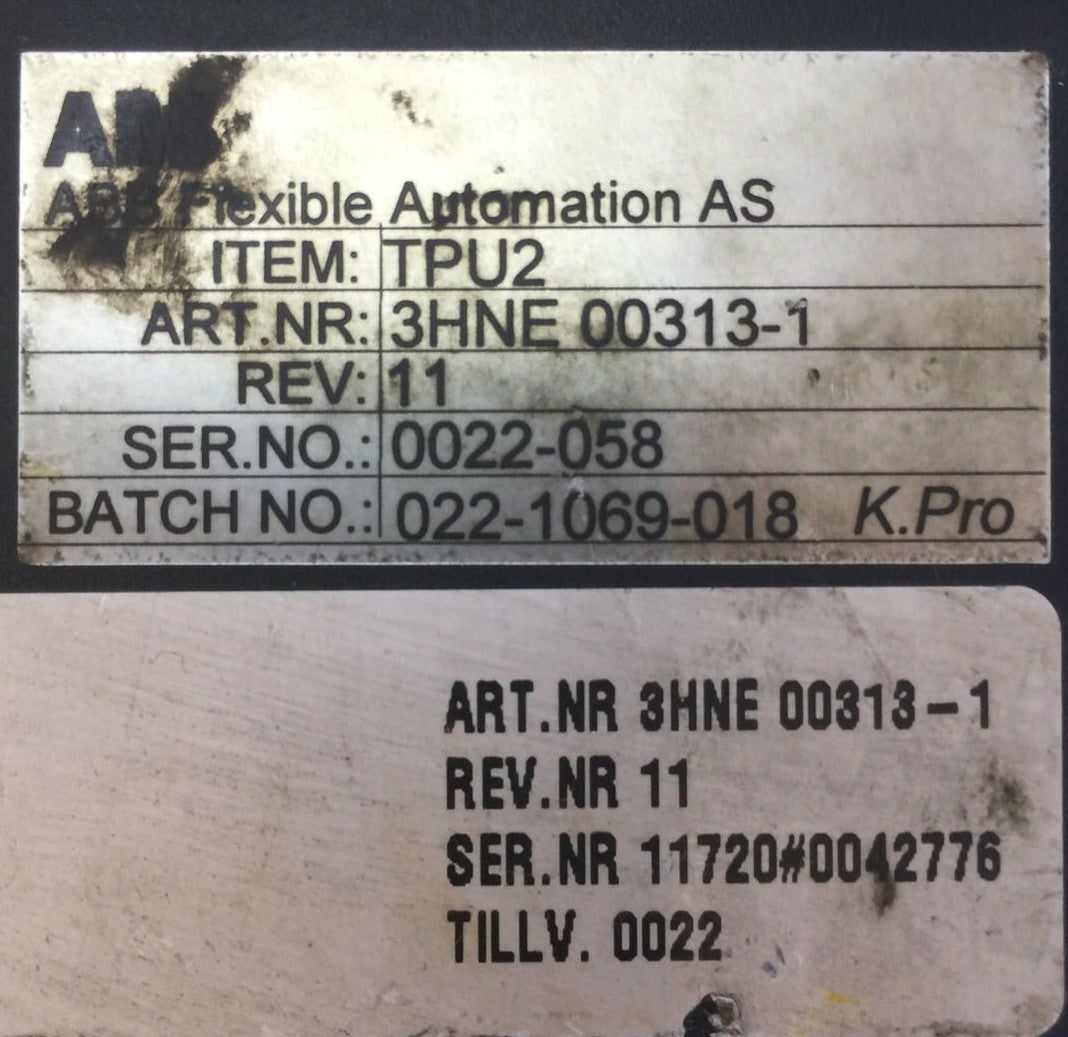 ABB
ABB Flexible Automation AS
ITEM: TPU2
ART.NR: 3HNE 00313-1
REV: 11
SER.NO.: 0022-058
BATCH NO.: 022-1069-018 K.Pro
ART.NR 3HNE 00313-1
REV.NR 11
SER.NR 11720#0042776
TILLV. 0022